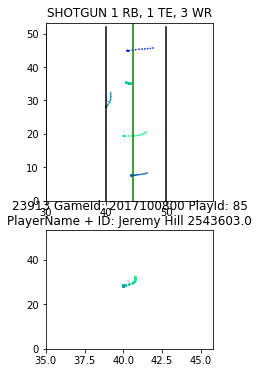 SHOTGUN 1 RB, 1 TE, 3 WR
50
40
30
20
10
0
30 40 50
23913 GameId: 2017100800 PlayId: 85
PlayerName + ID: Jeremy Hill 2543603.0
40
20
0
35.0 37.5 40.0 42.5 45.0